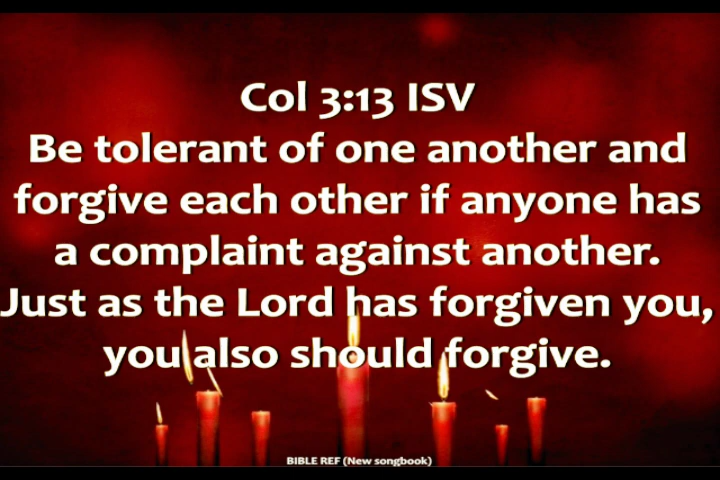 Col 3:13 ISV
Be tolerant of one another and
forgive each other if anyone has
a complaint against another.
Just as the Lord has forgiven you,
you also should forgive.
BIBLE REF (New songbook)